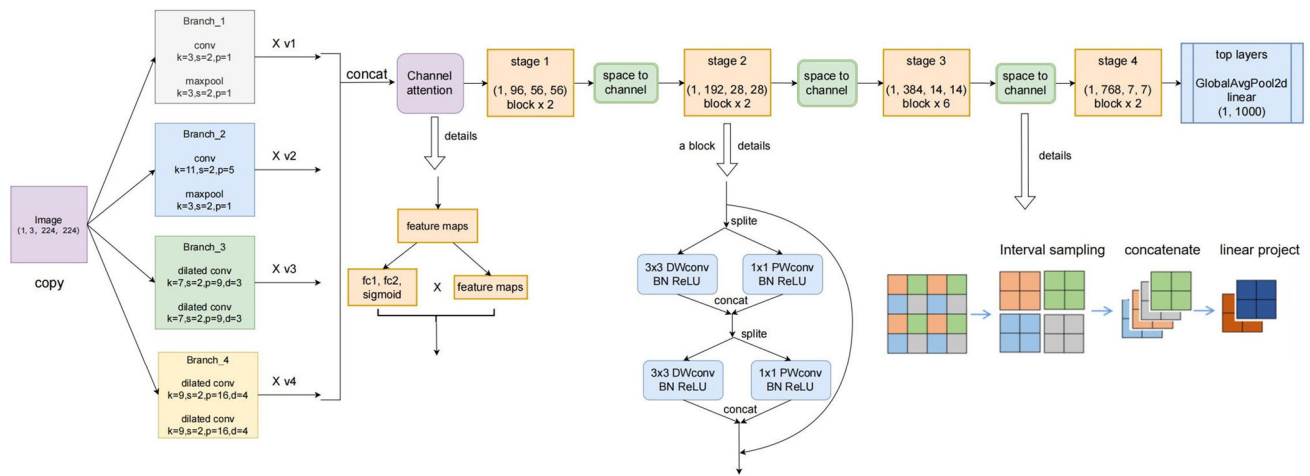 Image
(1, 3, 224, 224)
copy
Branch_1
conv
k=3,s=2,p=1
maxpool
k=3,s=2,p=1
X v1
Branch_2
conv
k=11,s=2,p=5
maxpool
k=3,s=2,p=1
X v2
Branch_3
dilated conv
k=7,s=2,p=9,d=3
dilated conv
k=7,s=2,p=9,d=3
X v3
Branch_4
dilated conv
k=9,s=2,p=16,d=4
dilated conv
k=9,s=2,p=16,d=4
X v4
concat
Channel
attention
stage 1
(1, 96, 56, 56)
block x 2
space to
channel
stage 2
(1, 192, 28, 28)
block x 2
space to
channel
stage 3
(1, 384, 14, 14)
block x 6
space to
channel
stage 4
(1, 768, 7, 7)
block x 2
top layers
GlobalAvgPool2d
linear
(1, 1000)
details
feature maps
fc1, fc2,
sigmoid
X
feature maps
a block
details
splite
3x3 DWconv
BN ReLU
1x1 PWconv
BN ReLU
concat
splite
3x3 DWconv
BN ReLU
1x1 PWconv
BN ReLU
concat
details
Interval sampling
concatenate
linear project